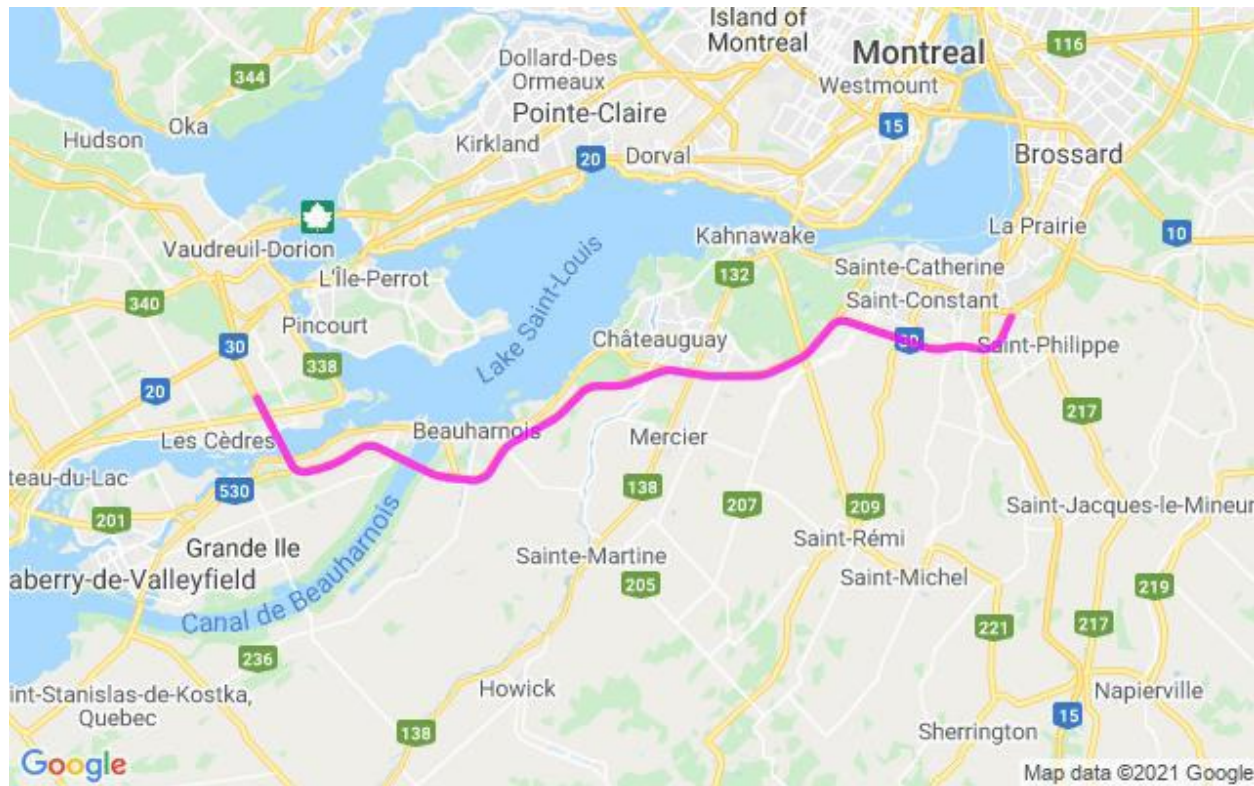 Island of
Montreal
Montreal
116
344
Dollard-Des
Ormeaux
Westmount
Pointe-Claire
15
Oka
Hudson
Kirkland
20
Dorval
Brossard
Vaudreuil-Dorion
Kahnawake
La Prairie
10
L'Île-Perrot
132
Sainte-Catherine
340
Saint-Constant
Pincourt
Lake Saint-Louis
30
Châteauguay
30
Saint-Philippe
338
20
217
Les Cèdres
Beauharnois
Mercier
teau-du-Lac
530
138
201
207
209
Saint-Jacques-le-Mineur
Grande Ile
Sainte-Martine
Saint-Rémi
aberry-de-Valleyfield
205
Saint-Michel
219
Canal de Beauharnois
221
217
236
int-Stanislas-de-Kostka,
Quebec
Howick
Napierville
138
15
Sherrington
Google
Map data ©2021 Google